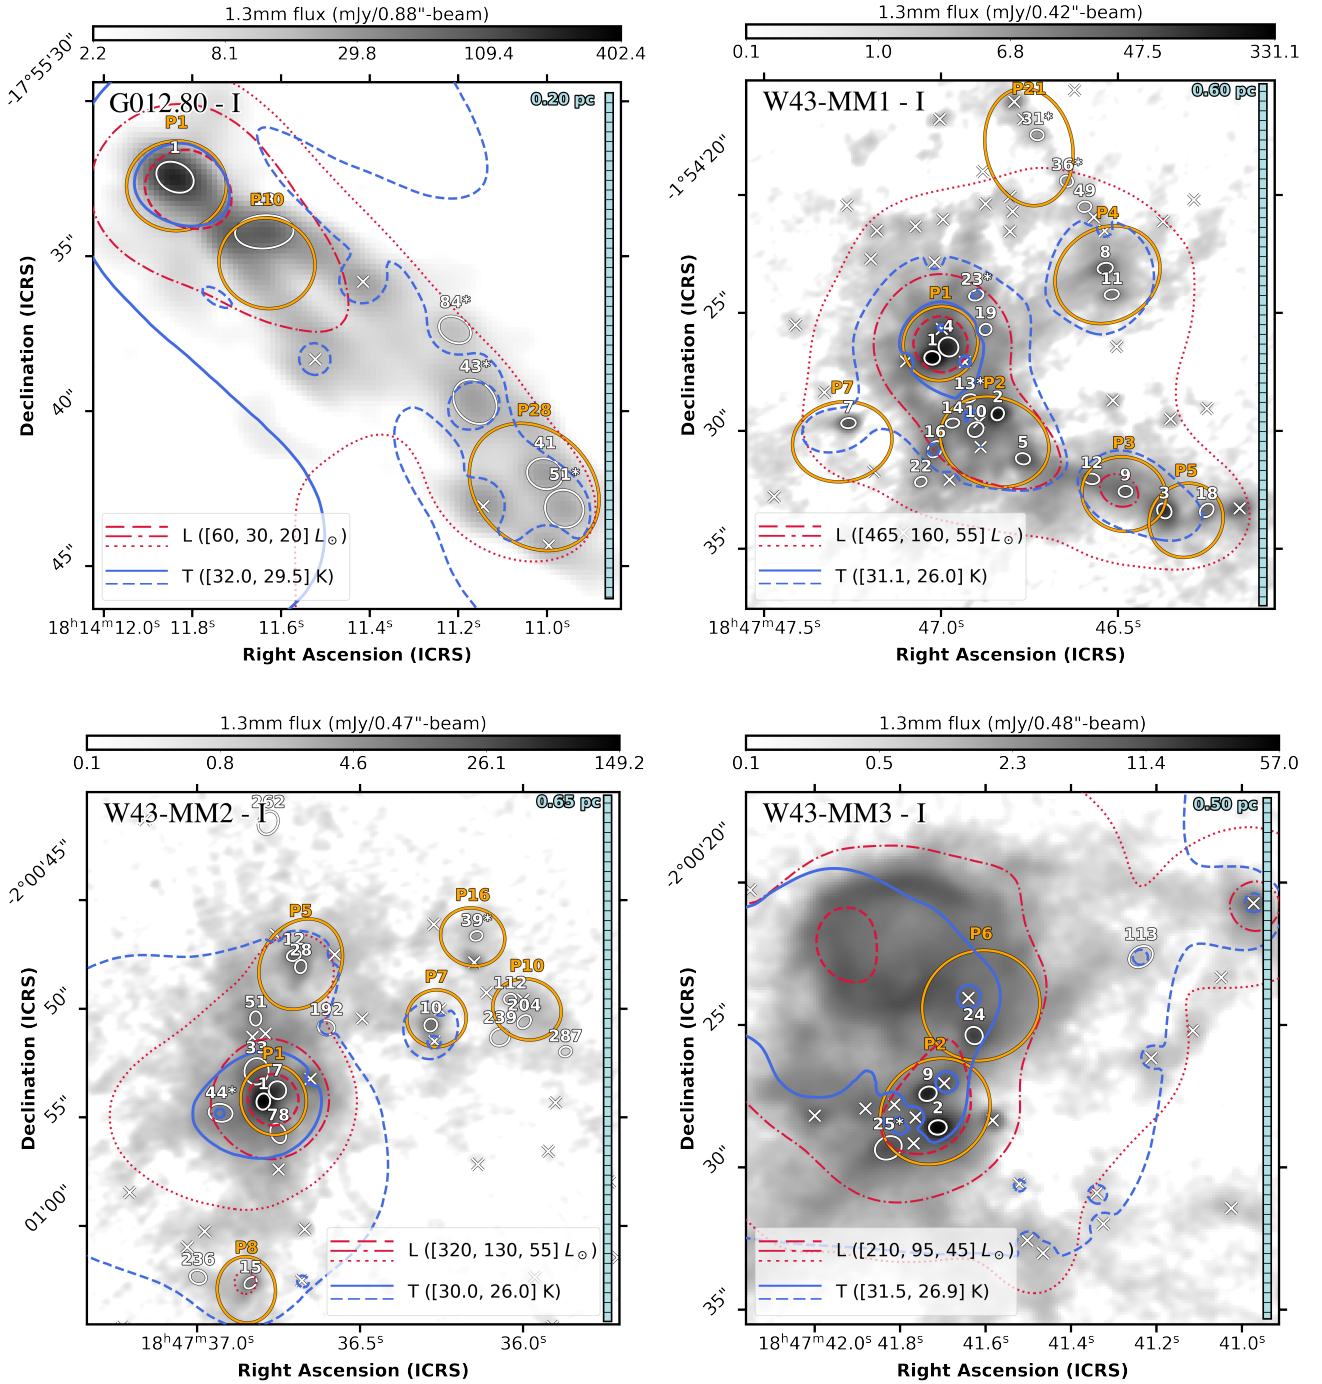 1.3mm flux (mJy/0.88"-beam)
2.2 8.1 29.8 109.4 402.4
G012.80 - I
0.20 pc
P1
1
P10
84*
43*
P28
41
51*
L ([60, 30, 20] L⊙)
T ([32.0, 29.5] K)
-17°55'30"
35"
40"
45"
Declination (ICRS)
18ʰ14ᵐ12.0ˢ 11.8ˢ 11.6ˢ 11.4ˢ 11.2ˢ 11.0ˢ
Right Ascension (ICRS)
1.3mm flux (mJy/0.42"-beam)
0.1 1.0 6.8 47.5 331.1
W43-MM1 - I
0.60 pc
P21
31*
36*
49
P4
8
11
23*
P1
19
4
1
13*
P2
2
P7
7
14
10
16
5
22
P3
12
9
P5
3
18
L ([465, 160, 55] L⊙)
T ([31.1, 26.0] K)
-1°54'20"
25"
30"
35"
Declination (ICRS)
18ʰ47ᵐ47.5ˢ 47.0ˢ 46.5ˢ
Right Ascension (ICRS)
1.3mm flux (mJy/0.47"-beam)
0.1 0.8 4.6 26.1 149.2
262
W43-MM2 - I
0.65 pc
P16
39*
P5
12
28
P7
10
P10
112
204
239
287
51
192
33
P1
7
1
44*
78
236
P8
15
L ([320, 130, 55] L⊙)
T ([30.0, 26.0] K)
-2°00'45"
50"
55"
01'00"
Declination (ICRS)
18ʰ47ᵐ37.0ˢ 36.5ˢ 36.0ˢ
Right Ascension (ICRS)
1.3mm flux (mJy/0.48"-beam)
0.1 0.5 2.3 11.4 57.0
W43-MM3 - I
0.50 pc
113
P6
24
P2
9
2
25*
L ([210, 95, 45] L⊙)
T ([31.5, 26.9] K)
-2°00'20"
25"
30"
35"
Declination (ICRS)
18ʰ47ᵐ42.0ˢ 41.8ˢ 41.6ˢ 41.4ˢ 41.2ˢ 41.0ˢ
Right Ascension (ICRS)